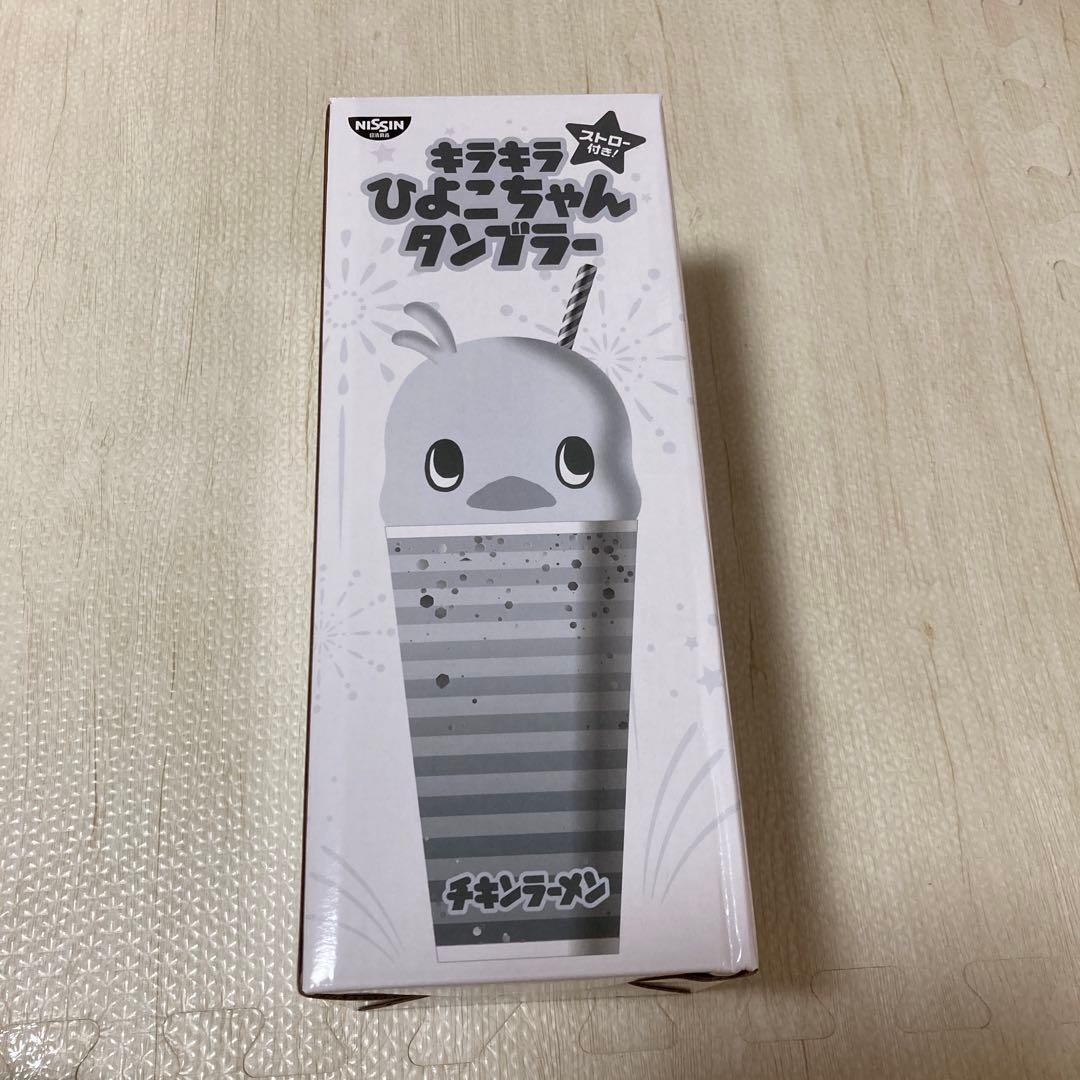 NISSIN
日清食品
ストロー
付き!
キラキラ
ひよこちゃん
タンブラー
チキンラーメン